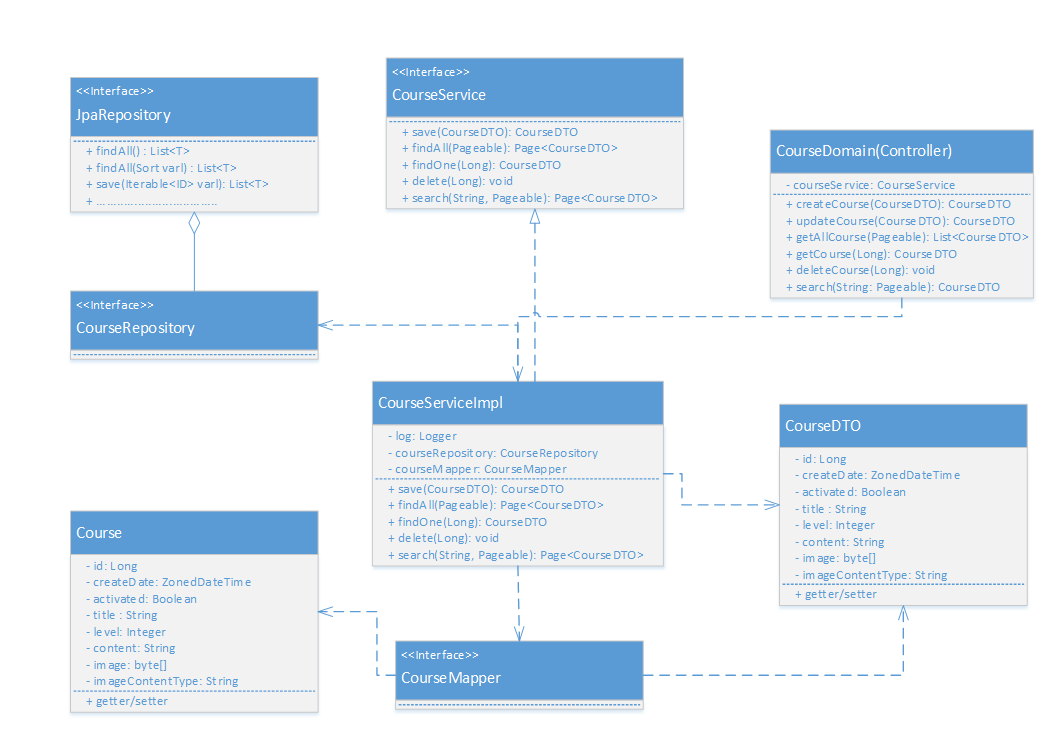 <<Interface>>
JpaRepository
+ findAll() : List<T>
+ findAll(Sort varl) : List<T>
+ save(Iterable<ID> varl): List<T>
+ ..................................
<<Interface>>
CourseService
+ save(CourseDTO): CourseDTO
+ findAll(Pageable): Page<CourseDTO>
+ findOne(Long): CourseDTO
+ delete(Long): void
+ search(String, Pageable): Page<CourseDTO>
CourseDomain(Controller)
- courseService: CourseService
+ createCourse(CourseDTO): CourseDTO
+ updateCourse(CourseDTO): CourseDTO
+ getAllCourse(Pageable): List<CourseDTO>
+ getCourse(Long): CourseDTO
+ deleteCourse(Long): void
+ search(String: Pageable): CourseDTO
<<Interface>>
CourseRepository
CourseServiceImpl
- log: Logger
- courseRepository: CourseRepository
- courseMapper: CourseMapper
+ save(CourseDTO): CourseDTO
+ findAll(Pageable): Page<CourseDTO>
+ findOne(Long): CourseDTO
+ delete(Long): void
+ search(String, Pageable): Page<CourseDTO>
CourseDTO
- id: Long
- createDate: ZonedDateTime
- activated: Boolean
- title : String
- level: Integer
- content: String
- image: byte[]
- imageContentType: String
+ getter/setter
Course
- id: Long
- createDate: ZonedDateTime
- activated: Boolean
- title : String
- level: Integer
- content: String
- image: byte[]
- imageContentType: String
+ getter/setter
<<Interface>>
CourseMapper